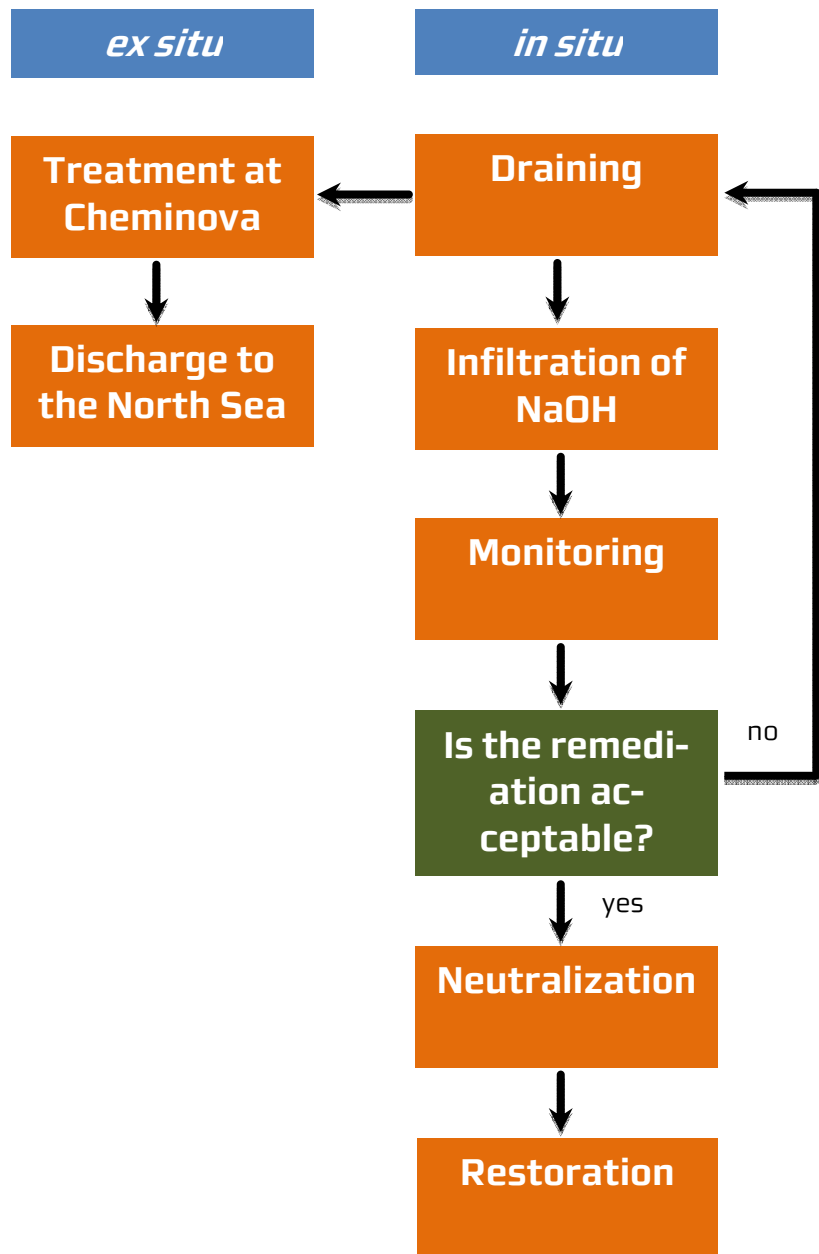 ex situ
in situ
Treatment at
Cheminova
Draining
Discharge to
the North Sea
Infiltration of
NaOH
Monitoring
Is the remedi-
ation ac-
ceptable?
no
yes
Neutralization
Restoration